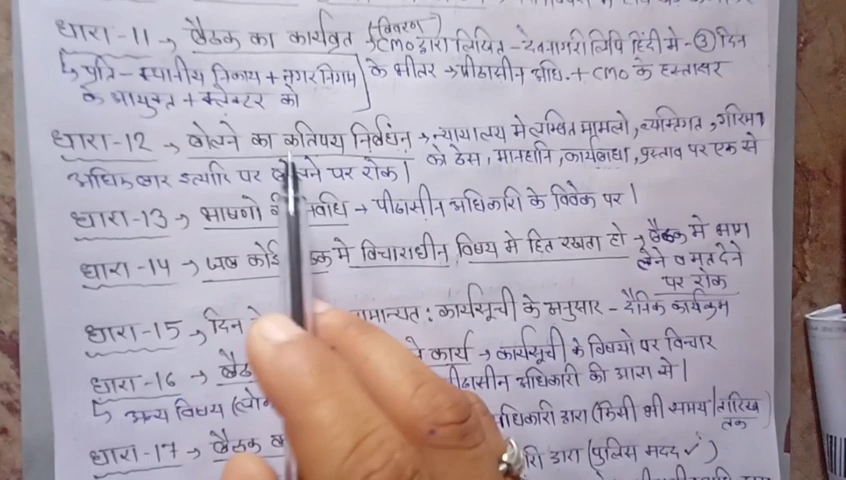 धारा-11 → बैठक का कार्यवृत (विवरण) → CMO द्वारा लिखित - देवनागरी लिपि हिंदी में - ③ दिन
↳ प्रति - स्थानीय निकाय + नगर निगम के भीतर → पीठासीन अधि. + CMO के हस्ताक्षर
के आयुक्त + कलेक्टर को
धारा-12 → बोलने का कतिपय निर्बंधन → न्यायालय में लम्बित मामलो, व्यक्तिगत, गरिमा
को ठेस, मानहानि, कार्यबाधा, प्रस्ताव पर एक से
अधिक बार इत्यादि पर बोलने पर रोक।
धारा-13 → भाषणो की अवधि → पीठासीन अधिकारी के विवेक पर।
धारा-14 → जब कोई में विचाराधीन विषय में हित रखता हो → बैठक में भाग
लेने व मत देने
पर रोक
धारा-15 → दिन सामान्यत: कार्यसूची के अनुसार - दैनिक कार्यक्रम
धारा-16 → कार्य → कार्यसूची के विषयो पर विचार
↳ अन्य विषय पीठासीन अधिकारी की आज्ञा से।
अधिकारी द्वारा (किसी भी समय/तारीख
तक
धारा-17 → बैठक द्वारा (पुलिस मदद ✓)